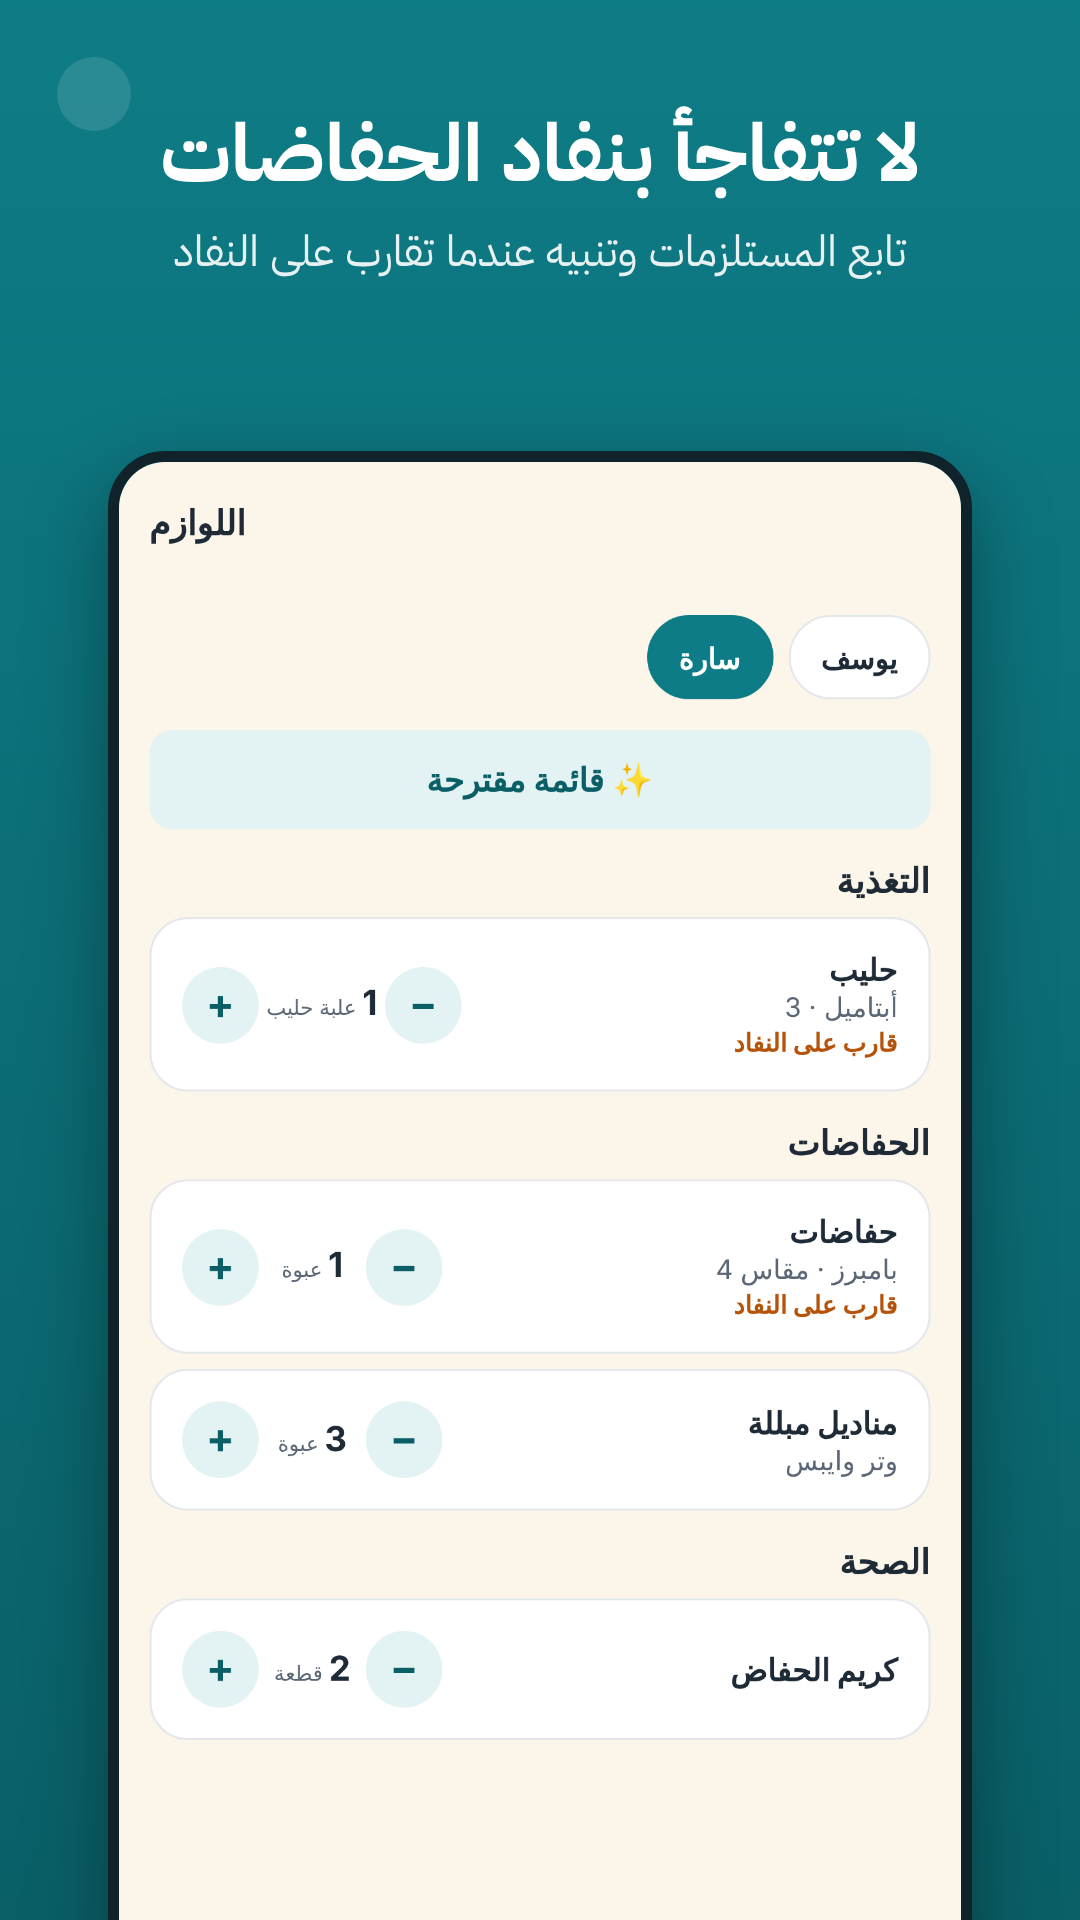 لا تتفاجأ بنفاد الحفاضات
تابع المستلزمات وتنبيه عندما تقارب على النفاد
اللوازم
يوسف
سارة
✨ قائمة مقترحة
التغذية
حليب
أبتاميل · 3
قارب على النفاد
− 1 علبة حليب +
الحفاضات
حفاضات
بامبرز · مقاس 4
قارب على النفاد
− 1 عبوة +
مناديل مبللة
وتر وايبس
− 3 عبوة +
الصحة
كريم الحفاض
− 2 قطعة +